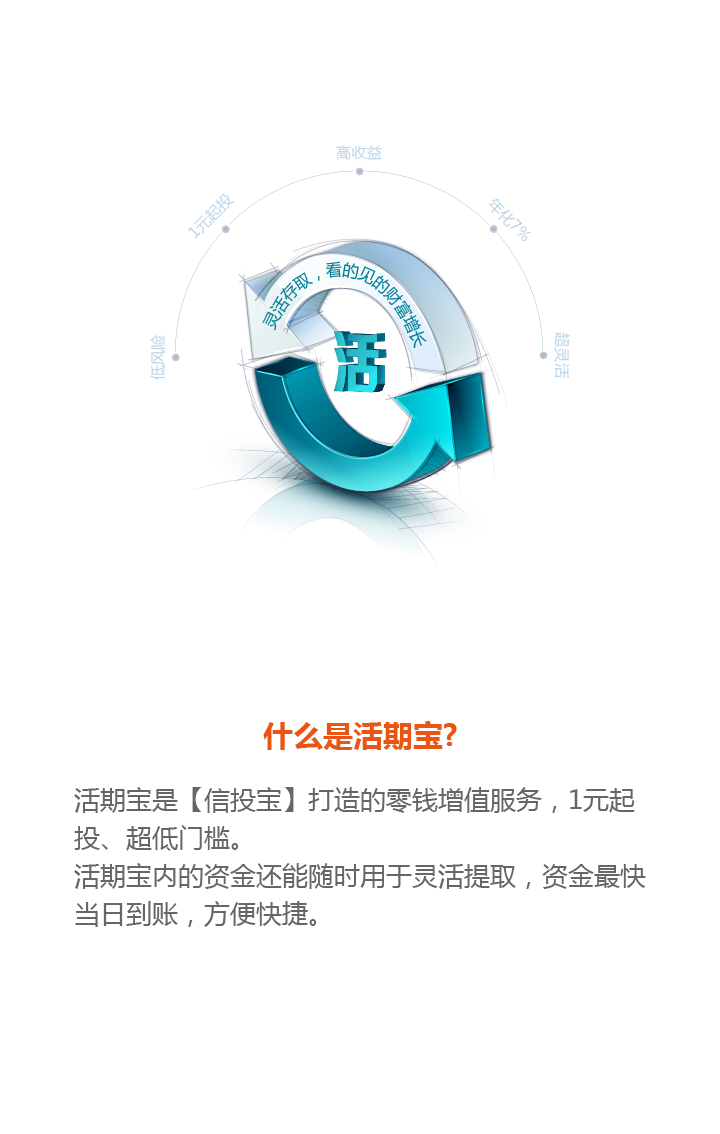 高收益
1元起投
年化7%
低风险
超灵活
灵活存取，看的见的财富增长
活
什么是活期宝?
活期宝是【信投宝】打造的零钱增值服务，1元起
投、超低门槛。
活期宝内的资金还能随时用于灵活提取，资金最快
当日到账，方便快捷。